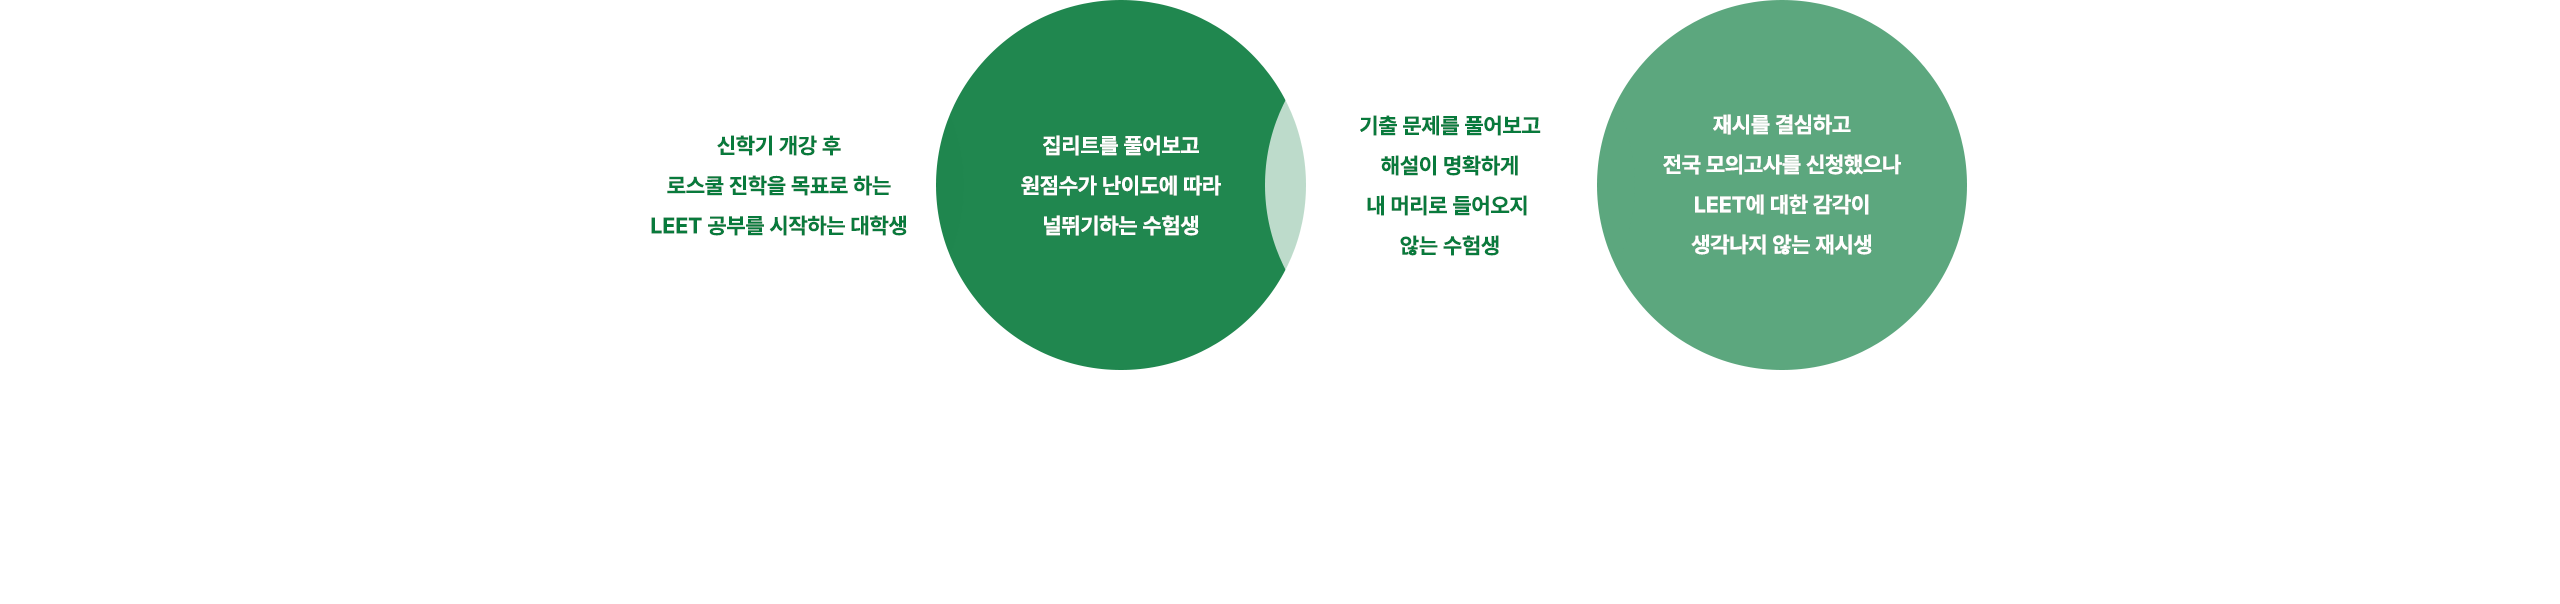 신학기 개강 후
로스쿨 진학을 목표로 하는
LEET 공부를 시작하는 대학생
집리트를 풀어보고
원점수가 난이도에 따라
널뛰기하는 수험생
기출 문제를 풀어보고
해설이 명확하게
내 머리로 들어오지
않는 수험생
재시를 결심하고
전국 모의고사를 신청했으나
LEET에 대한 감각이
생각나지 않는 재시생